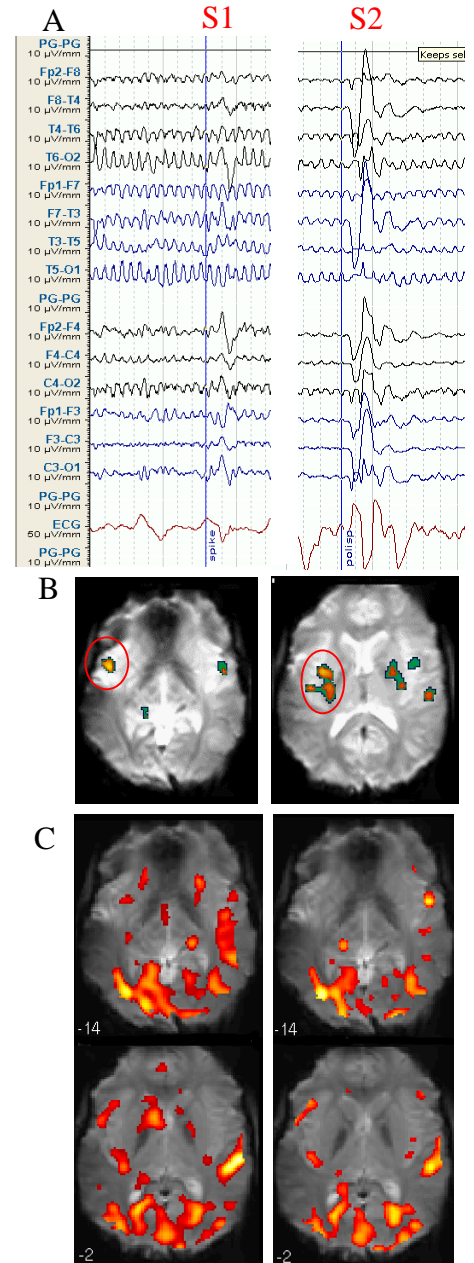 A S1 S2
PG-PG
10 µV/mm
Keeps sel
Fp2-F8
10 µV/mm
F8-T4
10 µV/mm
T4-T6
10 µV/mm
T6-O2
10 µV/mm
Fp1-F7
10 µV/mm
F7-T3
10 µV/mm
T3-T5
10 µV/mm
T5-O1
10 µV/mm
PG-PG
10 µV/mm
Fp2-F4
10 µV/mm
F4-C4
10 µV/mm
C4-O2
10 µV/mm
Fp1-F3
10 µV/mm
F3-C3
10 µV/mm
C3-O1
10 µV/mm
PG-PG
10 µV/mm
ECG
50 µV/mm
PG-PG
10 µV/mm
spike
polisp
B
C
-14
-14
-2
-2